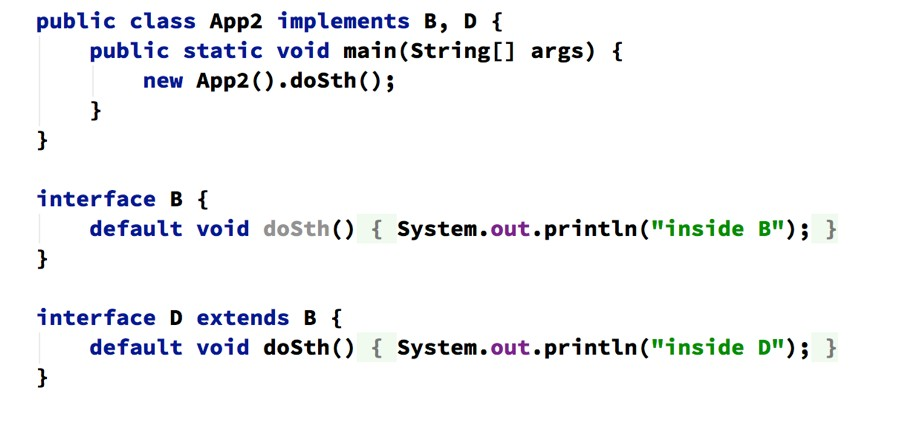 public class App2 implements B, D {
    public static void main(String[] args) {
        new App2().doSth();
    }
}

interface B {
    default void doSth() { System.out.println("inside B"); }
}

interface D extends B {
    default void doSth() { System.out.println("inside D"); }
}